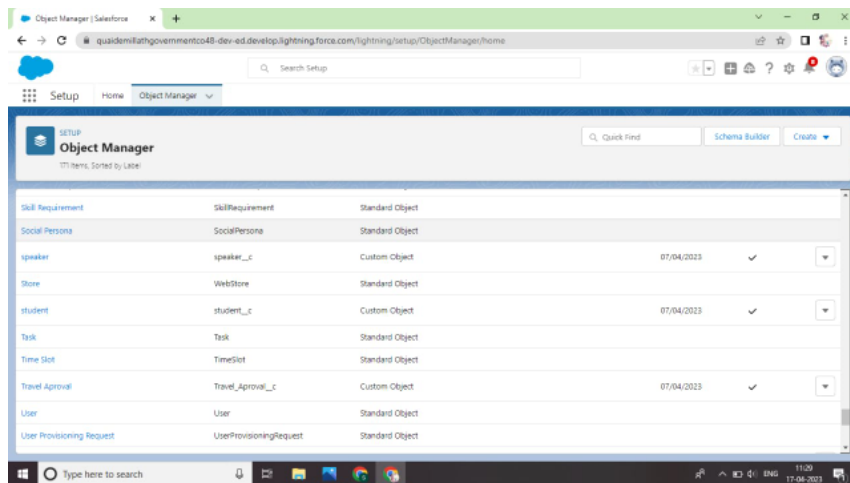 Object Manager | Salesforce
quaidemillathgovernmentco48-dev-ed.develop.lightning.force.com/lightning/setup/ObjectManager/home
Search Setup
Setup Home Object Manager
SETUP
Object Manager
171 Items, Sorted by Label
Quick Find
Schema Builder
Create
Skill Requirement SkillRequirement Standard Object
Social Persona SocialPersona Standard Object
speaker speaker__c Custom Object 07/04/2023
Store WebStore Standard Object
student student__c Custom Object 07/04/2023
Task Task Standard Object
Time Slot TimeSlot Standard Object
Travel Aproval Travel_Aproval__c Custom Object 07/04/2023
User User Standard Object
User Provisioning Request UserProvisioningRequest Standard Object
Type here to search
ENG
11:29
17-04-2023